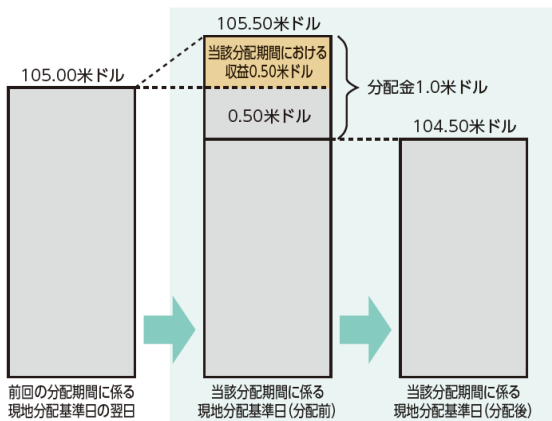 105.50米ドル
105.00米ドル
当該分配期間における
収益0.50米ドル
0.50米ドル
分配金1.0米ドル
104.50米ドル
前回の分配期間に係る
現地分配基準日の翌日
当該分配期間に係る
現地分配基準日(分配前)
当該分配期間に係る
現地分配基準日(分配後)